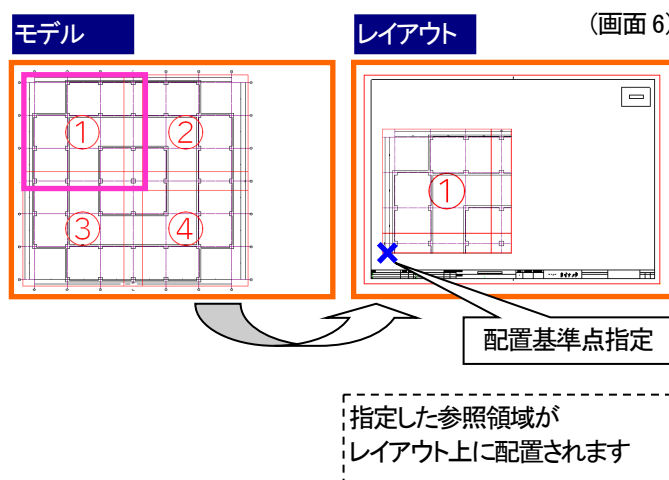 モデル
レイアウト
(画面 6)
①
②
③
④
①
配置基準点指定
指定した参照領域が
レイアウト上に配置されます